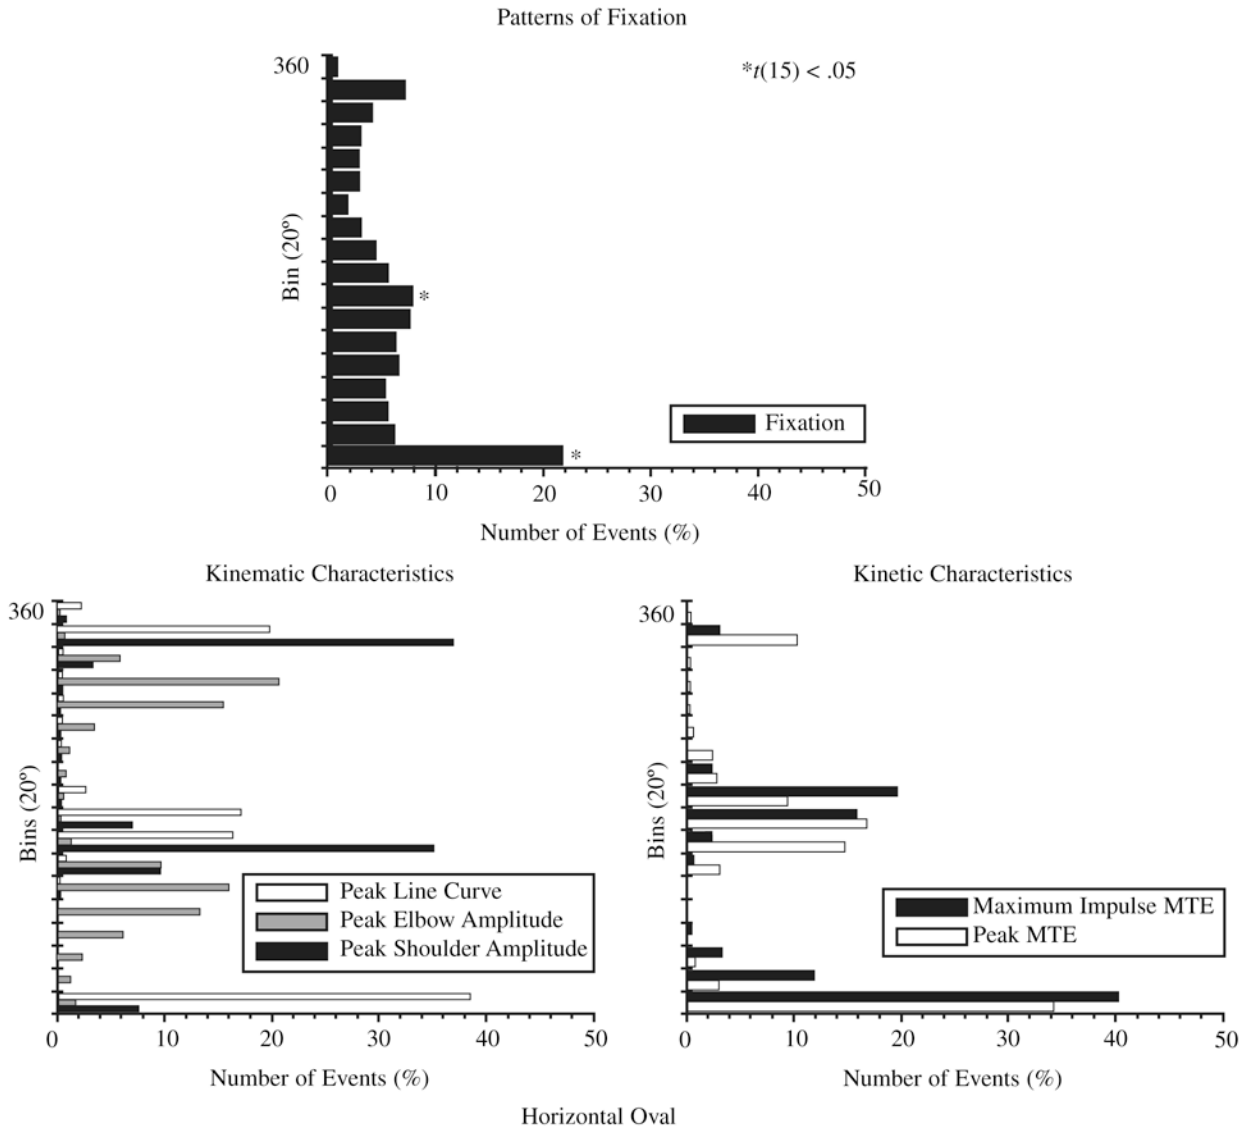 Patterns of Fixation
360
*t(15) < .05
Bin (20º)
*
*
Fixation
0 10 20 30 40 50
Number of Events (%)
Kinematic Characteristics
360
Bins (20º)
Peak Line Curve
Peak Elbow Amplitude
Peak Shoulder Amplitude
0 10 20 30 40 50
Number of Events (%)
Kinetic Characteristics
360
Bins (20º)
Maximum Impulse MTE
Peak MTE
0 10 20 30 40 50
Number of Events (%)
Horizontal Oval